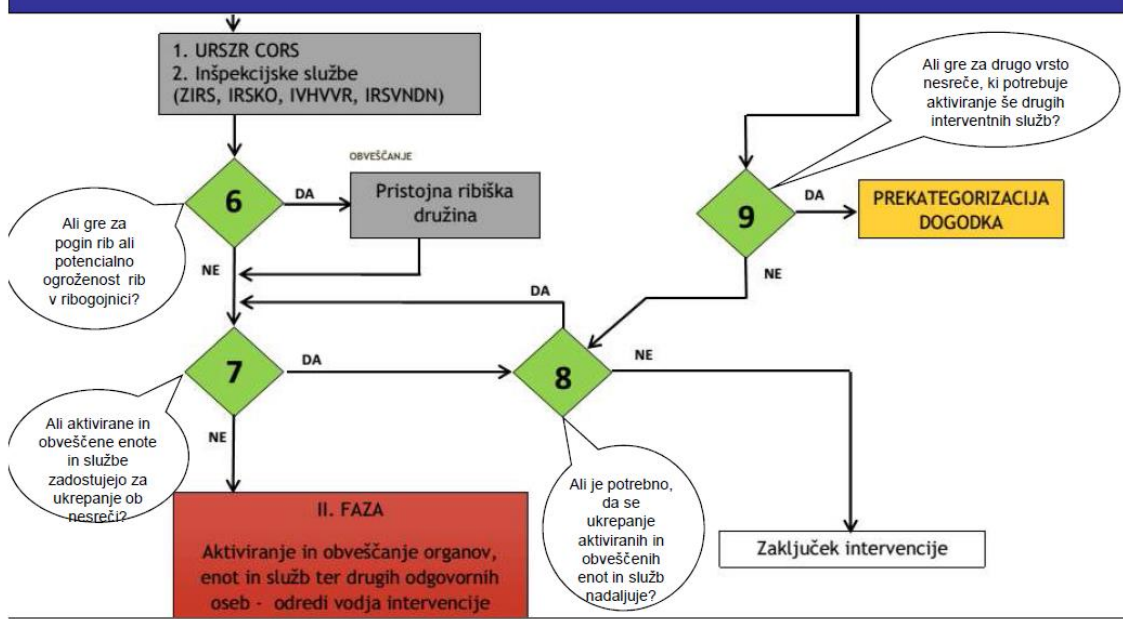 1. URSZR CORS
2. Inšpekcijske službe
(ZIRS, IRSKO, IVHVVR, IRSVNDN)
Ali gre za drugo vrsto
nesreče, ki potrebuje
aktiviranje še drugih
interventnih služb?
OBVEŠČANJE
6
DA
Pristojna ribiška
družina
9
DA
PREKATEGORIZACIJA
DOGODKA
Ali gre za
pogin rib ali
potencialno
ogroženost rib
v ribogojnici?
NE
NE
DA
7
DA
8
NE
Ali aktivirane in
obveščene enote
in službe
zadostujejo za
ukrepanje ob
nesreči?
NE
Ali je potrebno,
da se
ukrepanje
aktiviranih in
obveščenih
enot in služb
nadaljuje?
II. FAZA
Aktiviranje in obveščanje organov,
enot in služb ter drugih odgovornih
oseb - odredi vodja intervencije
Zaključek intervencije